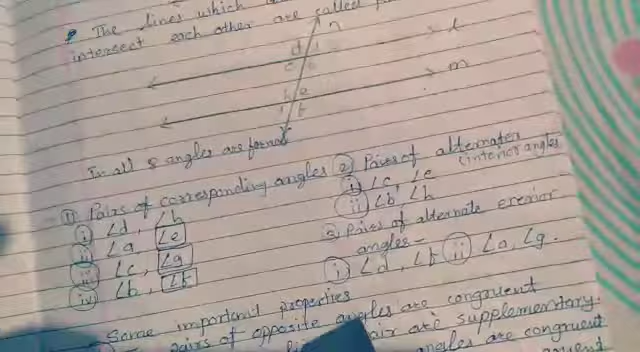 The lines which
intersect each other are called
n
l
d
c
m
e
In all 8 angles are formed
1) Pairs of corresponding angles
i) ∠d, ∠h
ii) ∠a, ∠e
iii) ∠c, ∠g
iv) ∠b, ∠f
2) Pairs of alternate
(interior angles
i) ∠c, ∠e
ii) ∠b, ∠h
3) Pairs of alternate exerior
angles -
i) ∠d, ∠f ii) ∠a, ∠g.
Some important properties
pairs of opposite angles are congruent
air are supplementary.
angles are congruent